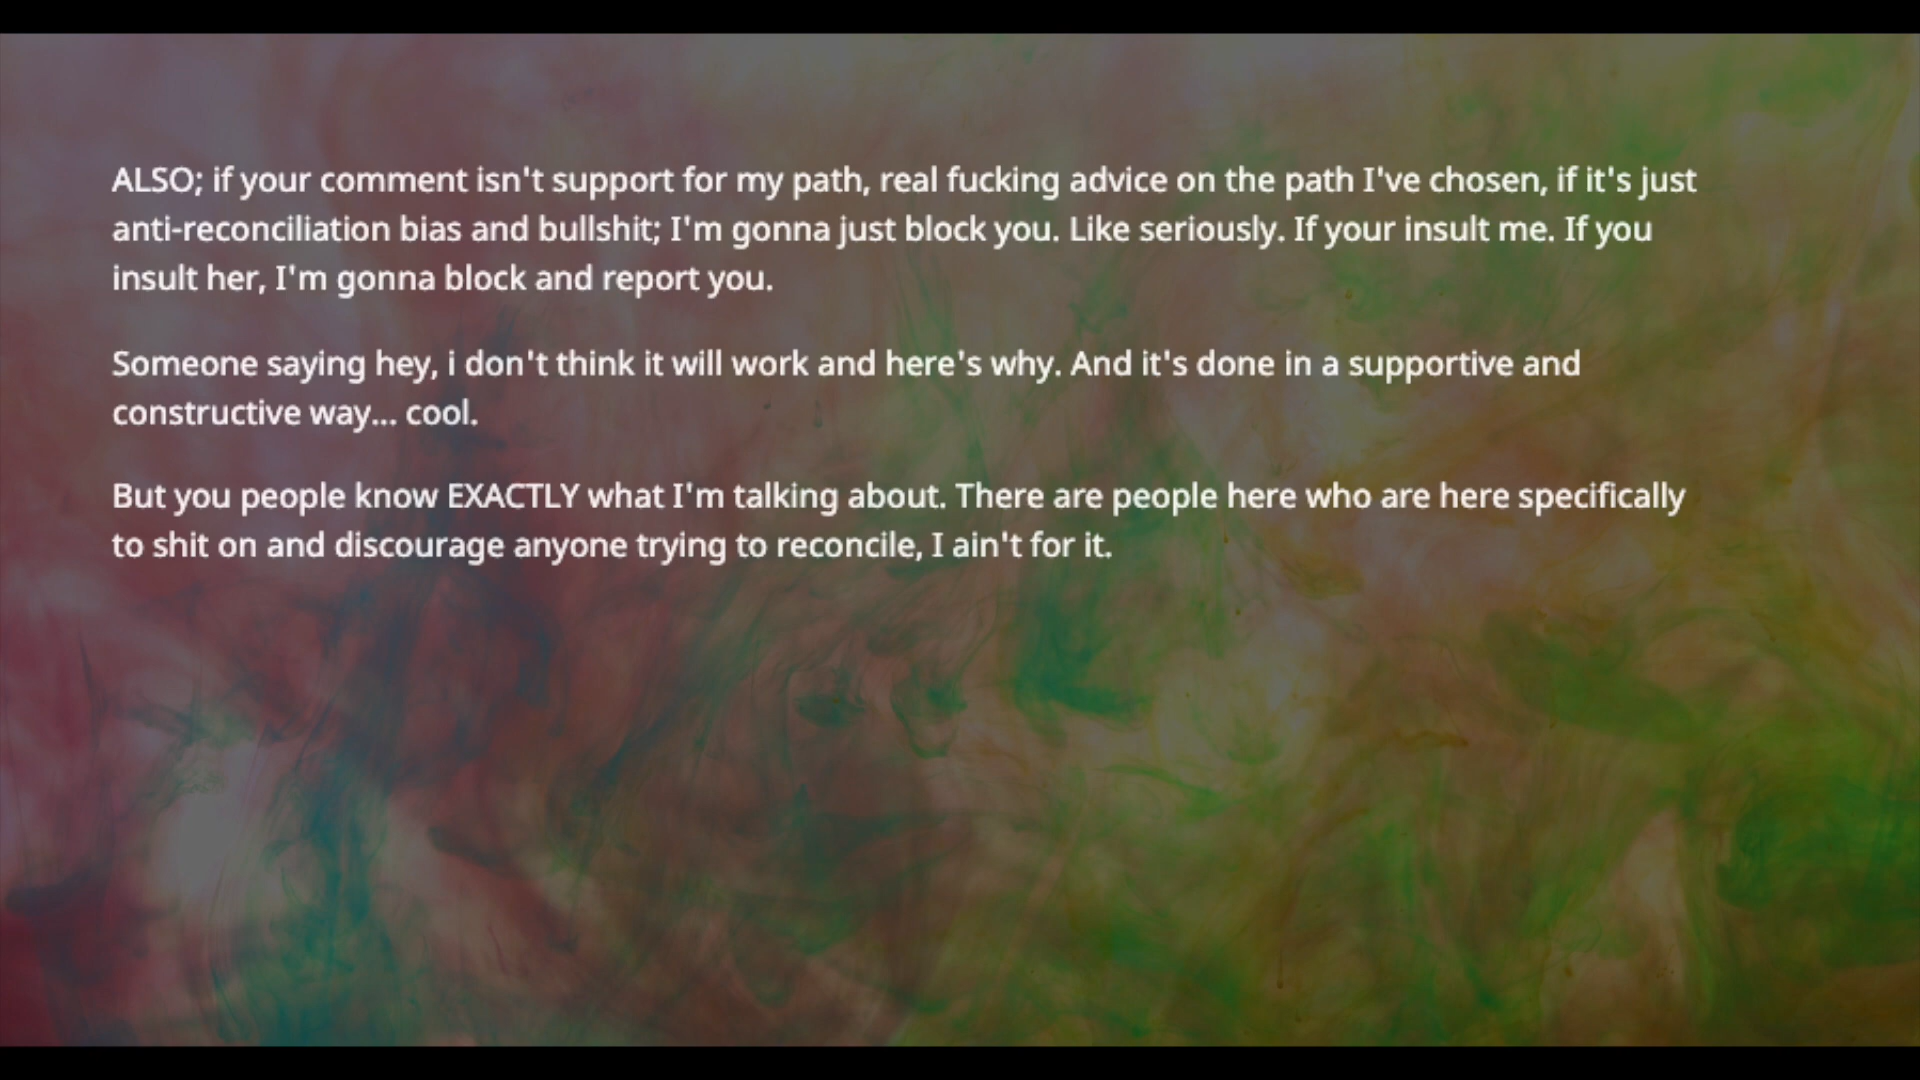 ALSO; if your comment isn't support for my path, real fucking advice on the path I've chosen, if it's just
anti-reconciliation bias and bullshit; I'm gonna just block you. Like seriously. If your insult me. If you
insult her, I'm gonna block and report you.
Someone saying hey, i don't think it will work and here's why. And it's done in a supportive and
constructive way... cool.
But you people know EXACTLY what I'm talking about. There are people here who are here specifically
to shit on and discourage anyone trying to reconcile, I ain't for it.